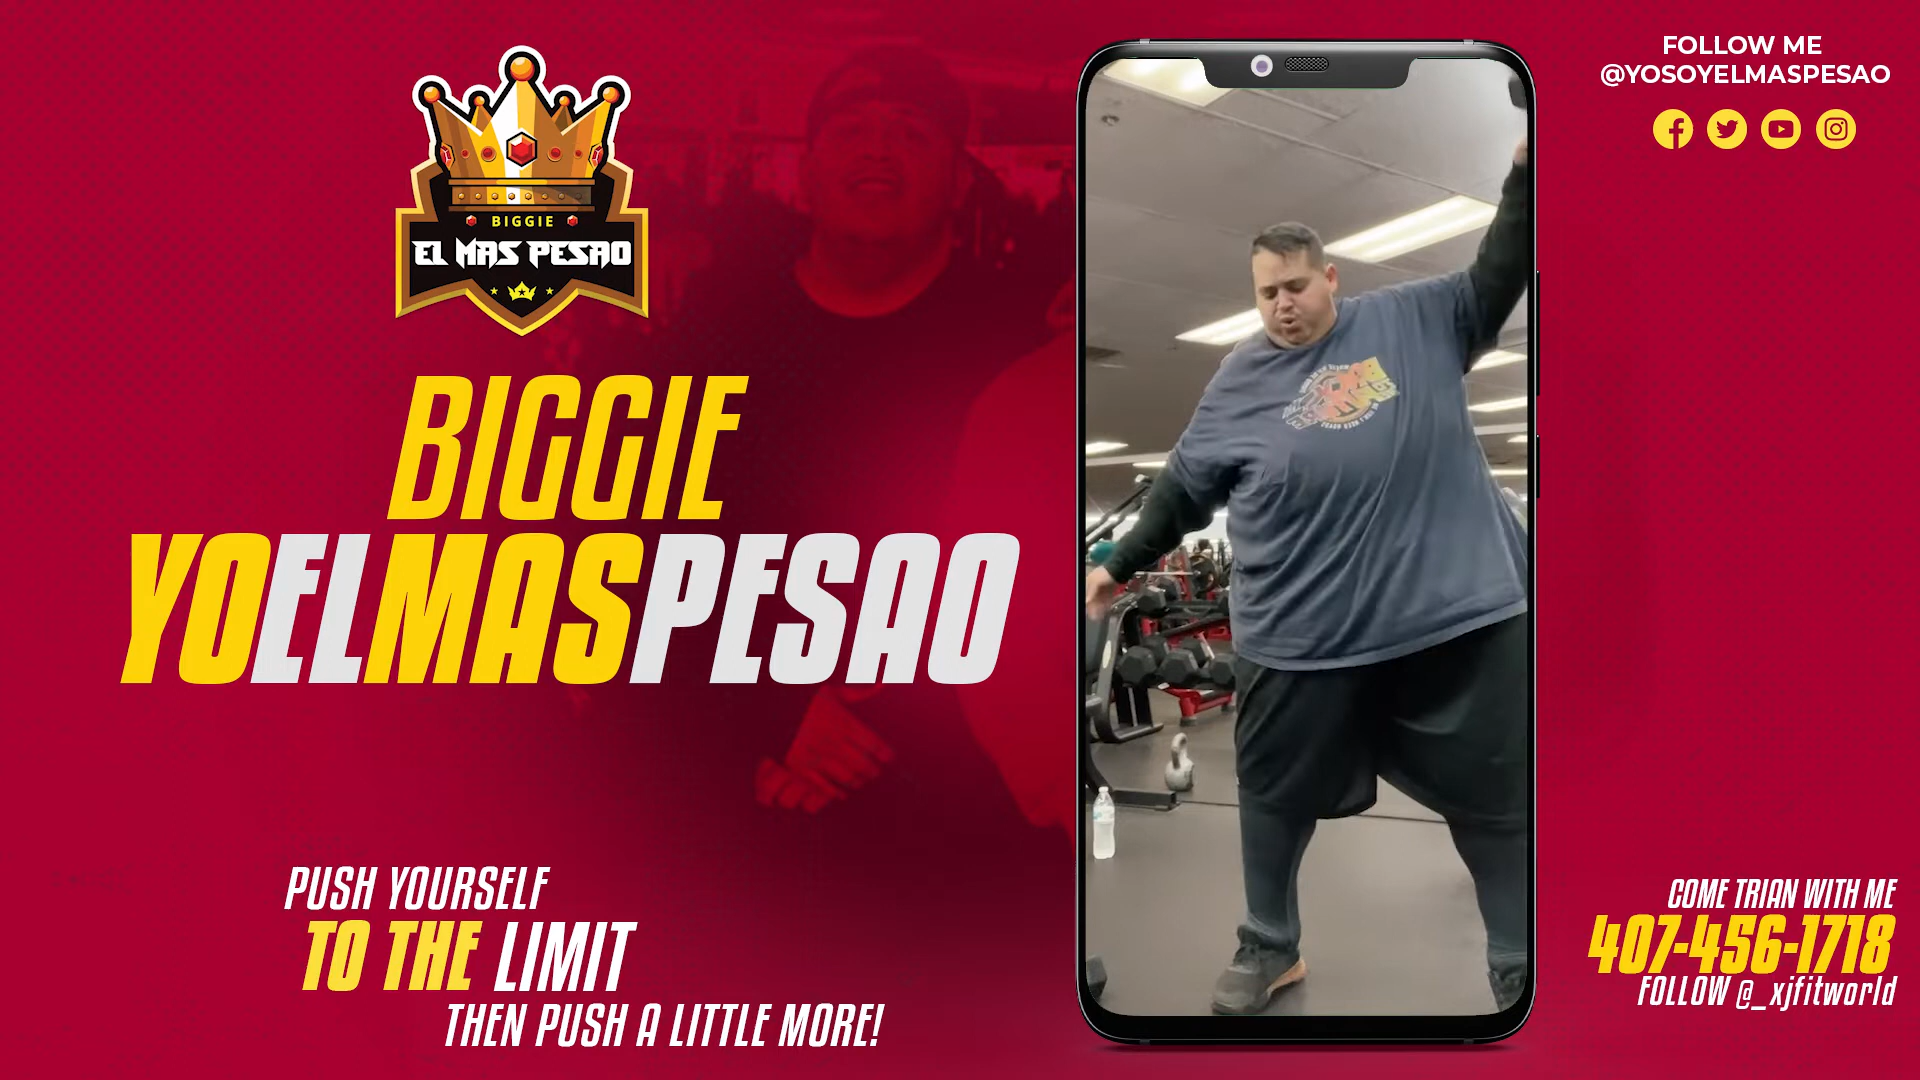 BIGGIE
EL MAS PESAO
BIGGIE
YOELMASPESAO
PUSH YOURSELF
TO THE LIMIT
THEN PUSH A LITTLE MORE!
FOLLOW ME
@YOSOYELMASPESAO
COME TRIAN WITH ME
407-456-1718
FOLLOW @_xjfitworld